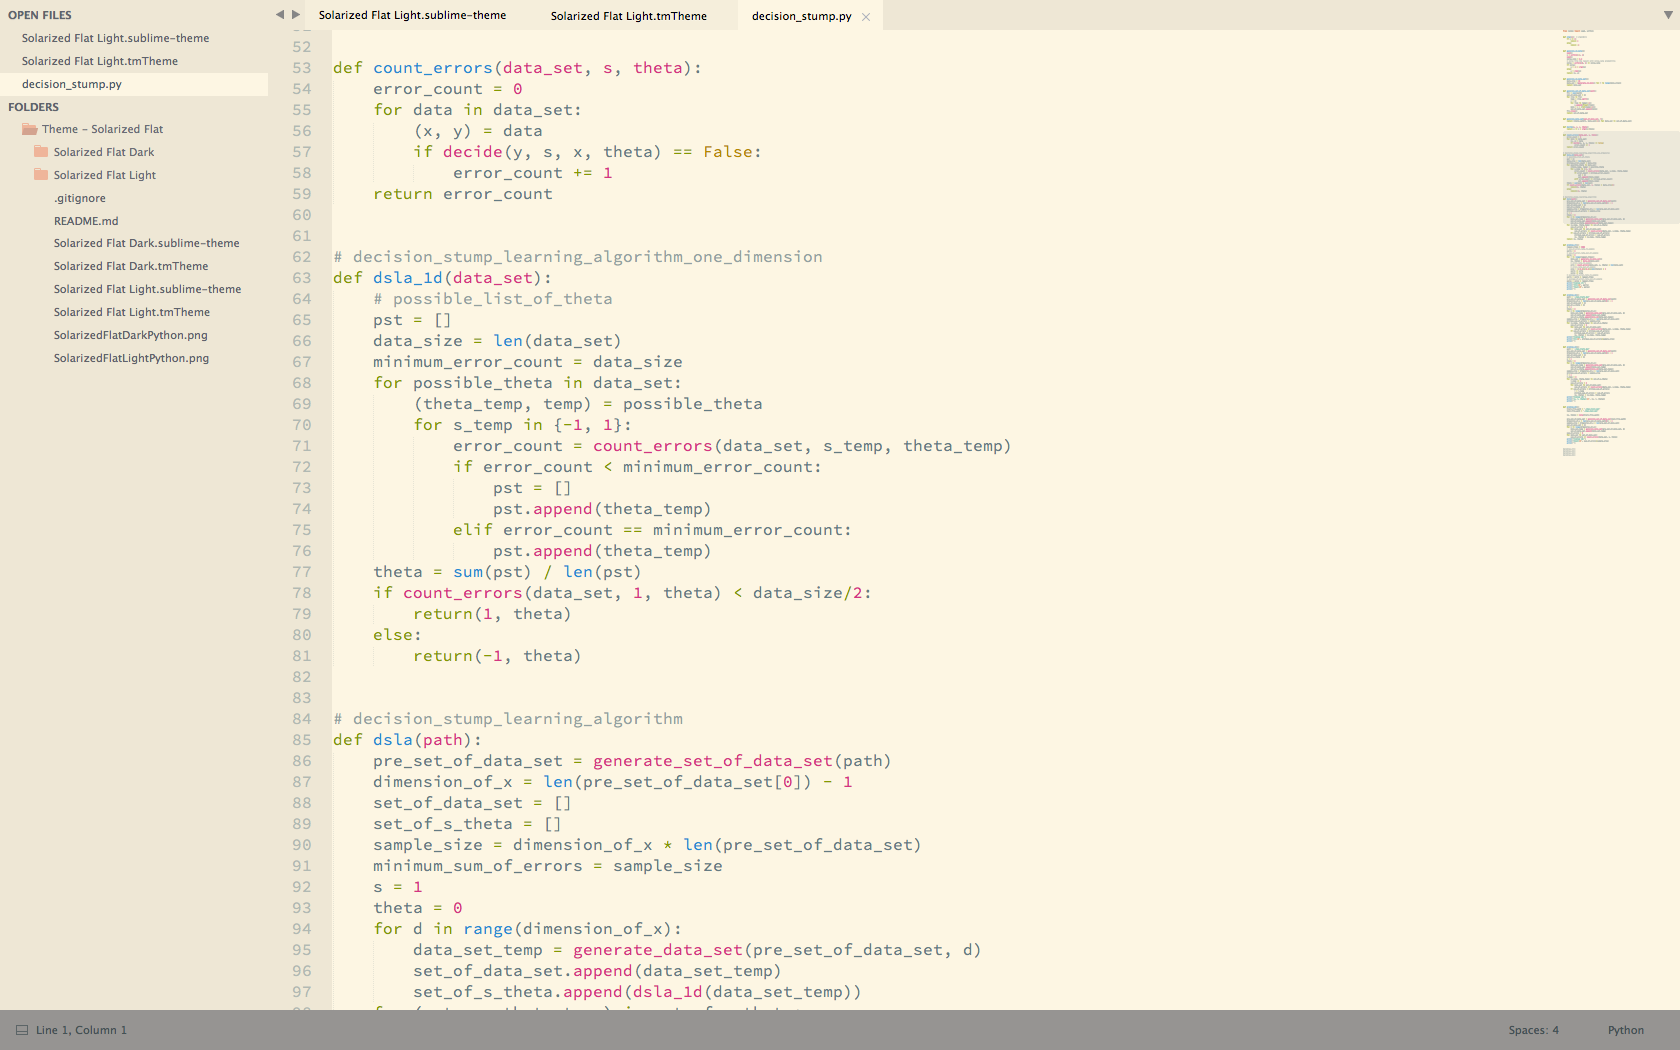 OPEN FILES
Solarized Flat Light.sublime-theme
Solarized Flat Light.tmTheme
decision_stump.py
FOLDERS
Theme – Solarized Flat
Solarized Flat Dark
Solarized Flat Light
.gitignore
README.md
Solarized Flat Dark.sublime-theme
Solarized Flat Dark.tmTheme
Solarized Flat Light.sublime-theme
Solarized Flat Light.tmTheme
SolarizedFlatDarkPython.png
SolarizedFlatLightPython.png
Solarized Flat Light.sublime-theme Solarized Flat Light.tmTheme decision_stump.py ×
52
53 def count_errors(data_set, s, theta):
54     error_count = 0
55     for data in data_set:
56         (x, y) = data
57         if decide(y, s, x, theta) == False:
58             error_count += 1
59     return error_count
60
61
62 # decision_stump_learning_algorithm_one_dimension
63 def dsla_1d(data_set):
64     # possible_list_of_theta
65     pst = []
66     data_size = len(data_set)
67     minimum_error_count = data_size
68     for possible_theta in data_set:
69         (theta_temp, temp) = possible_theta
70         for s_temp in {-1, 1}:
71             error_count = count_errors(data_set, s_temp, theta_temp)
72             if error_count < minimum_error_count:
73                 pst = []
74                 pst.append(theta_temp)
75             elif error_count == minimum_error_count:
76                 pst.append(theta_temp)
77     theta = sum(pst) / len(pst)
78     if count_errors(data_set, 1, theta) < data_size/2:
79         return(1, theta)
80     else:
81         return(-1, theta)
82
83
84 # decision_stump_learning_algorithm
85 def dsla(path):
86     pre_set_of_data_set = generate_set_of_data_set(path)
87     dimension_of_x = len(pre_set_of_data_set[0]) - 1
88     set_of_data_set = []
89     set_of_s_theta = []
90     sample_size = dimension_of_x * len(pre_set_of_data_set)
91     minimum_sum_of_errors = sample_size
92     s = 1
93     theta = 0
94     for d in range(dimension_of_x):
95         data_set_temp = generate_data_set(pre_set_of_data_set, d)
96         set_of_data_set.append(data_set_temp)
97         set_of_s_theta.append(dsla_1d(data_set_temp))
Line 1, Column 1 Spaces: 4 Python